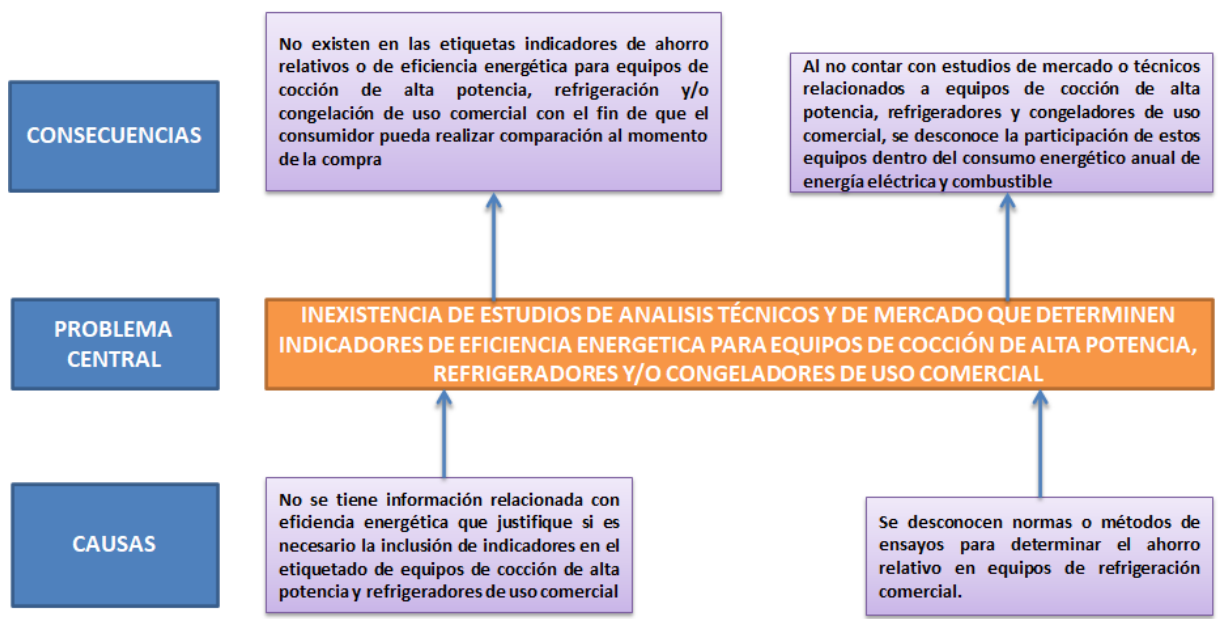 CONSECUENCIAS
No existen en las etiquetas indicadores de ahorro
relativos o de eficiencia energética para equipos de
cocción de alta potencia, refrigeración y/o
congelación de uso comercial con el fin de que el
consumidor pueda realizar comparación al momento
de la compra
Al no contar con estudios de mercado o técnicos
relacionados a equipos de cocción de alta
potencia, refrigeradores y congeladores de uso
comercial, se desconoce la participación de estos
equipos dentro del consumo energético anual de
energía eléctrica y combustible
PROBLEMA
CENTRAL
INEXISTENCIA DE ESTUDIOS DE ANALISIS TÉCNICOS Y DE MERCADO QUE DETERMINEN
INDICADORES DE EFICIENCIA ENERGETICA PARA EQUIPOS DE COCCIÓN DE ALTA POTENCIA,
REFRIGERADORES Y/O CONGELADORES DE USO COMERCIAL
CAUSAS
No se tiene información relacionada con
eficiencia energética que justifique si es
necesario la inclusión de indicadores en el
etiquetado de equipos de cocción de alta
potencia y refrigeradores de uso comercial
Se desconocen normas o métodos de
ensayos para determinar el ahorro
relativo en equipos de refrigeración
comercial.